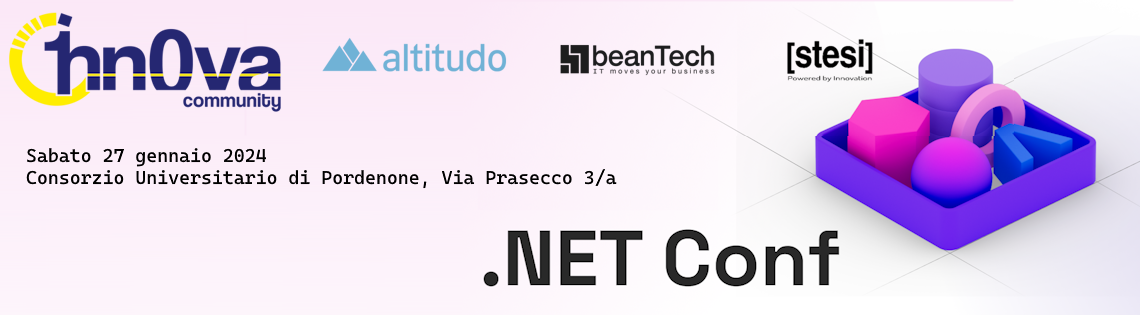 1nn0va
community
altitudo
beanTech
IT moves your business
[stesi]
Powered by Innovation
Sabato 27 gennaio 2024
Consorzio Universitario di Pordenone, Via Prasecco 3/a
.NET Conf